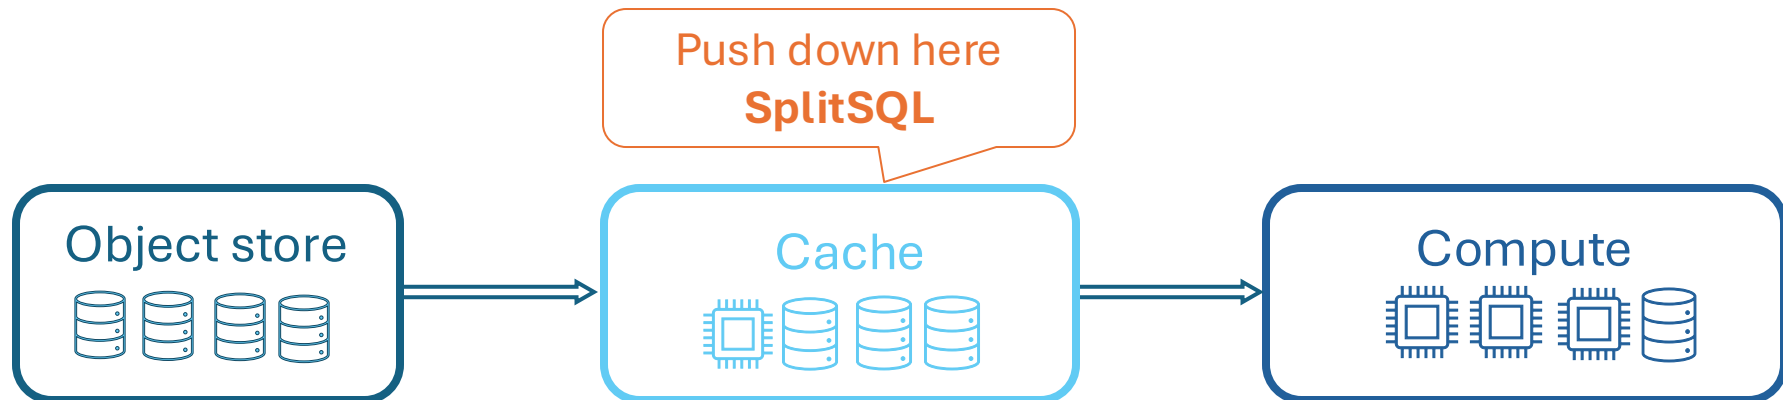 Push down here
SplitSQL
Object store
Cache
Compute